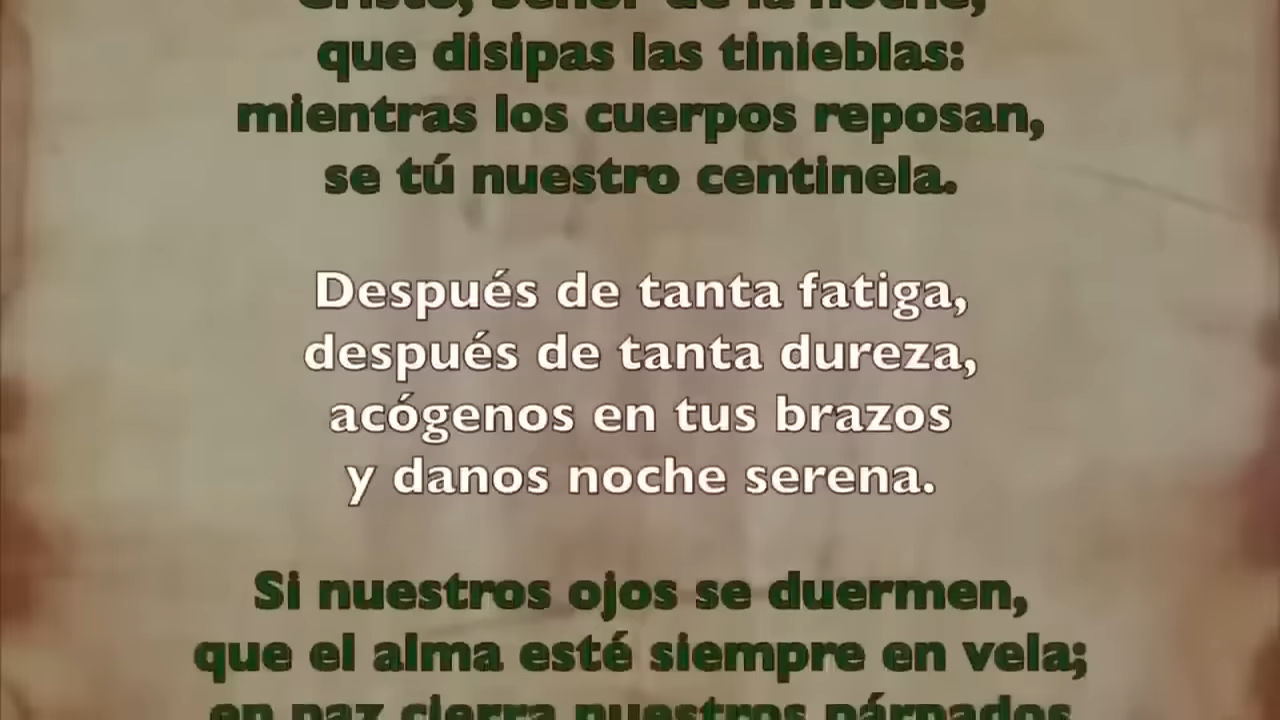 Cristo, Señor de la noche,
que disipas las tinieblas:
mientras los cuerpos reposan,
se tú nuestro centinela.
Después de tanta fatiga,
después de tanta dureza,
acógenos en tus brazos
y danos noche serena.
Si nuestros ojos se duermen,
que el alma esté siempre en vela;
en paz cierra nuestros párpados